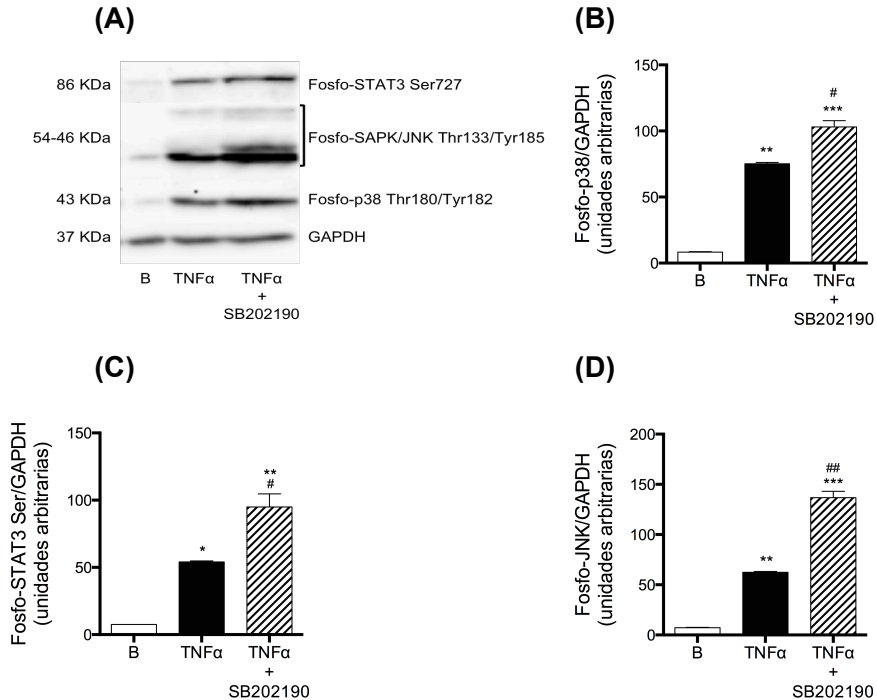 (A)
86 KDa
Fosfo-STAT3 Ser727
54-46 KDa
Fosfo-SAPK/JNK Thr133/Tyr185
43 KDa
Fosfo-p38 Thr180/Tyr182
37 KDa
GAPDH
B TNFα TNFα
+
SB202190
(B)
Fosfo-p38/GAPDH
(unidades arbitrarias)
150
100
50
0
**
#
***
B TNFα TNFα
+
SB202190
(C)
Fosfo-STAT3 Ser/GAPDH
(unidades arbitrarias)
150
100
50
0
*
**
#
B TNFα TNFα
+
SB202190
(D)
Fosfo-JNK/GAPDH
(unidades arbitrarias)
200
150
100
50
0
**
##
***
B TNFα TNFα
+
SB202190